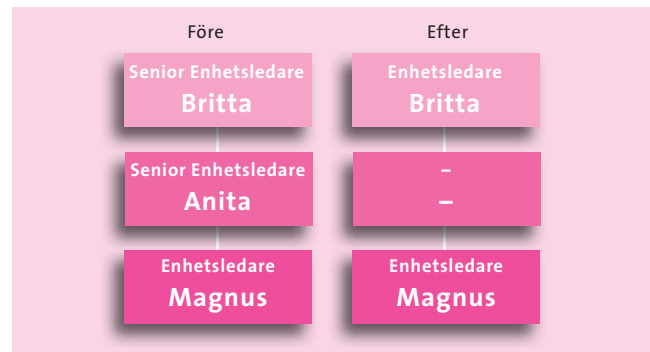 Före
Efter
Senior Enhetsledare
Britta
Enhetsledare
Britta
Senior Enhetsledare
Anita
–
–
Enhetsledare
Magnus
Enhetsledare
Magnus